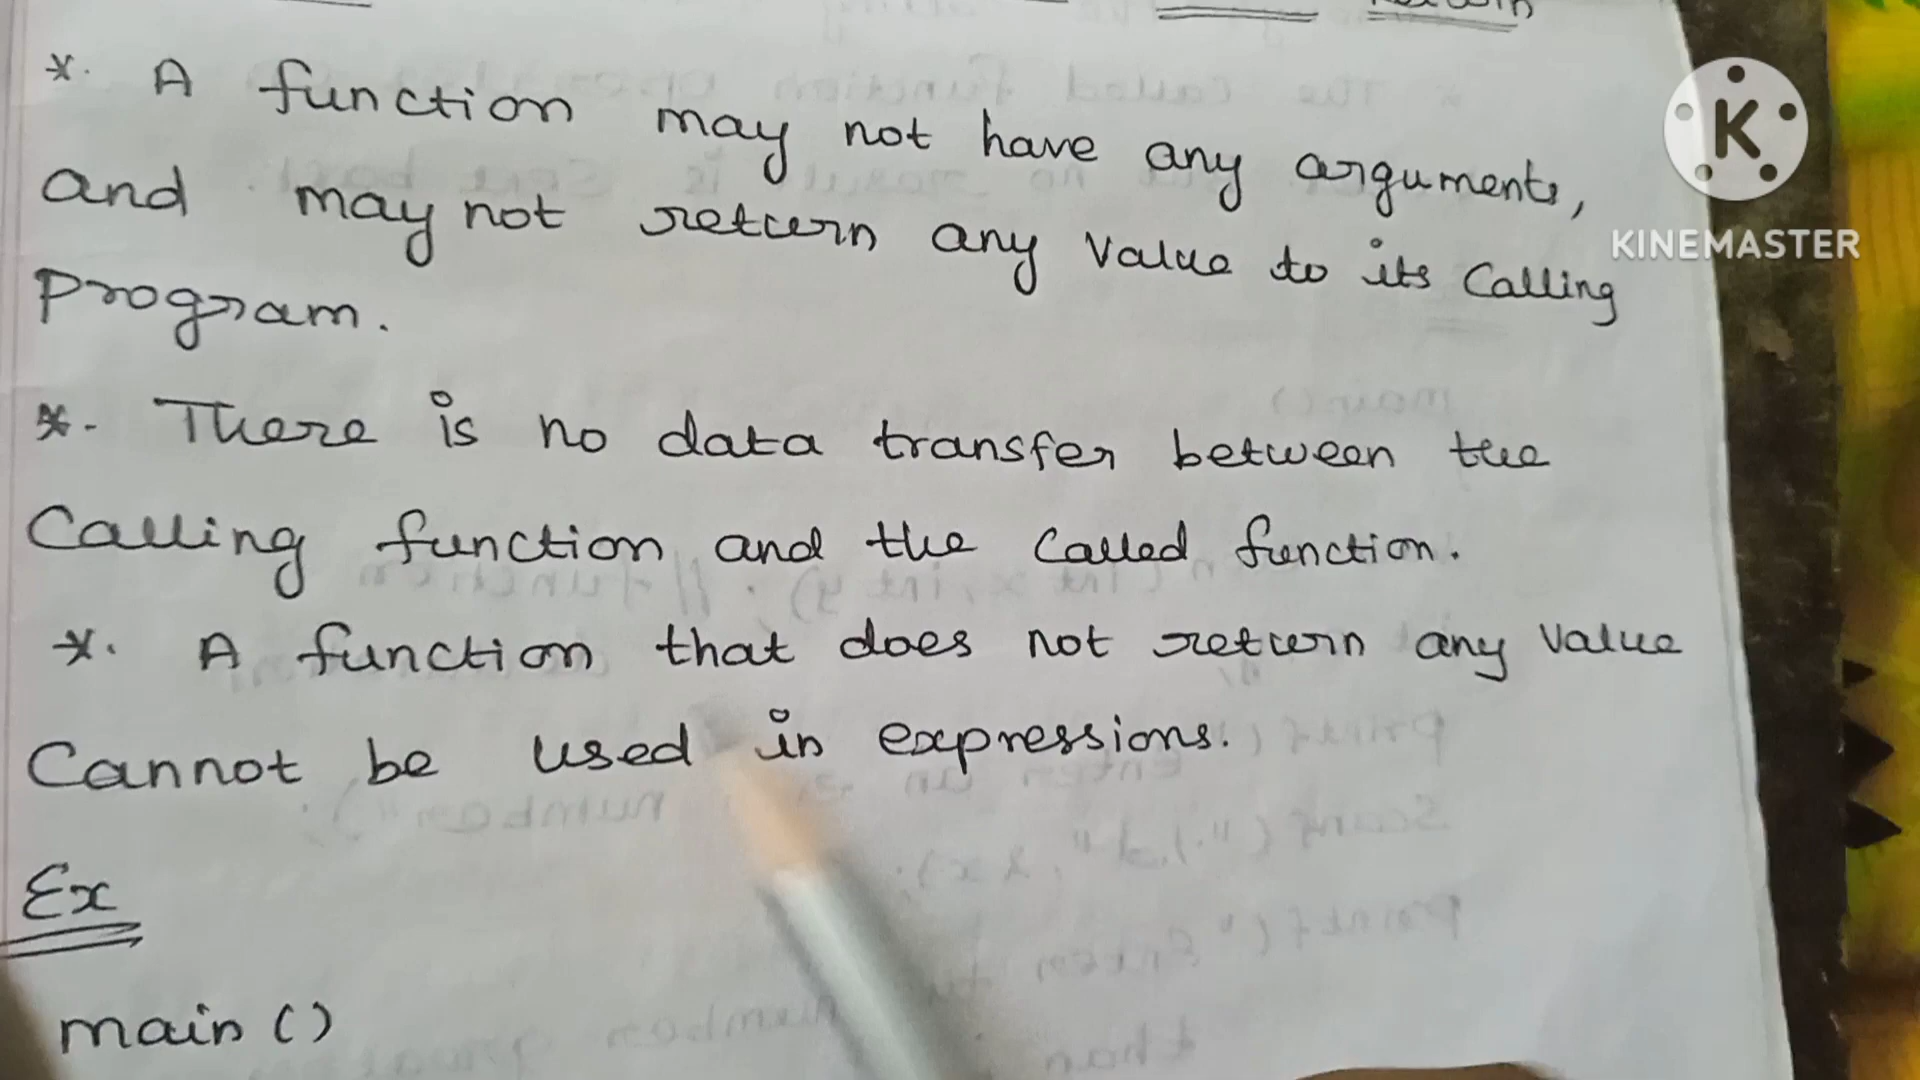 *. A function may not have any arguments,
and may not return any value to its calling
program.
*. There is no data transfer between the
Calling function and the called function.
*. A function that does not return any value
Cannot be used in expressions.
Ex
main ()
K
KINEMASTER